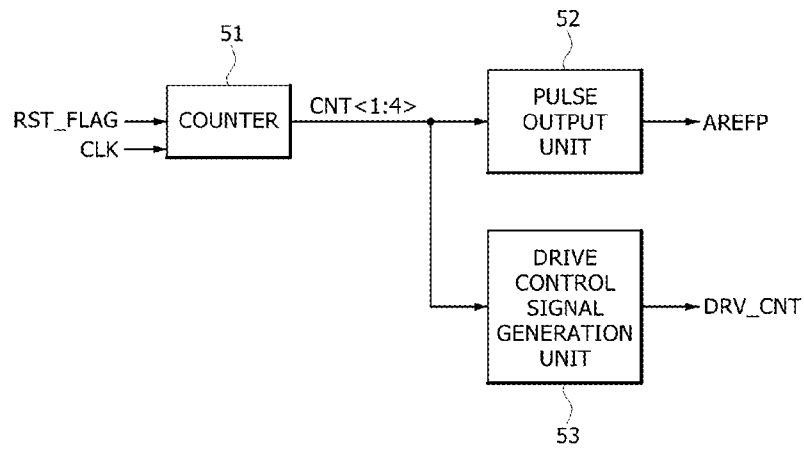 51
RST_FLAG
CLK
COUNTER
CNT<1:4>
52
PULSE
OUTPUT
UNIT
AREFP
DRIVE
CONTROL
SIGNAL
GENERATION
UNIT
DRV_CNT
53